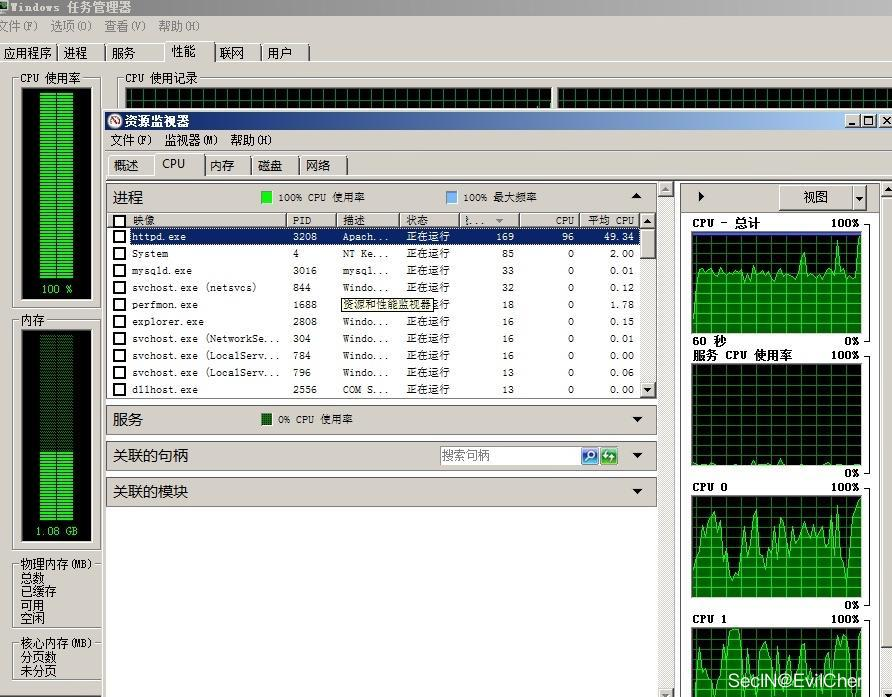 Windows 任务管理器
文件(F) 选项(O) 查看(V) 帮助(H)
应用程序 进程 服务 性能 联网 用户
CPU 使用率 CPU 使用记录
100 %
内存
1.08 GB
物理内存(MB)
总数
已缓存
可用
空闲
核心内存(MB)
分页数
未分页
资源监视器
文件(F) 监视器(M) 帮助(H)
概述 CPU 内存 磁盘 网络
进程 100% CPU 使用率 100% 最大频率
映像 PID 描述 状态 CPU 平均 CPU
httpd.exe 3208 Apach... 正在运行 169 96 49.34
System 4 NT Ke... 正在运行 85 0 2.00
mysqld.exe 3016 mysql... 正在运行 33 0 0.01
svchost.exe (netsvcs) 844 Windo... 正在运行 32 0 0.12
perfmon.exe 1688 资源和性能监视器 行 18 0 1.78
explorer.exe 2808 Windo... 正在运行 16 0 0.15
svchost.exe (NetworkSe... 304 Windo... 正在运行 16 0 0.01
svchost.exe (LocalServ... 784 Windo... 正在运行 16 0 0.00
svchost.exe (LocalServ... 796 Windo... 正在运行 13 0 0.06
dllhost.exe 2556 COM S... 正在运行 13 0 0.00
服务 0% CPU 使用率
关联的句柄 搜索句柄
关联的模块
视图
CPU - 总计 100%
60 秒 0%
服务 CPU 使用率 100%
0%
CPU 0 100%
0%
CPU 1 100%
SecIN@EvilChen